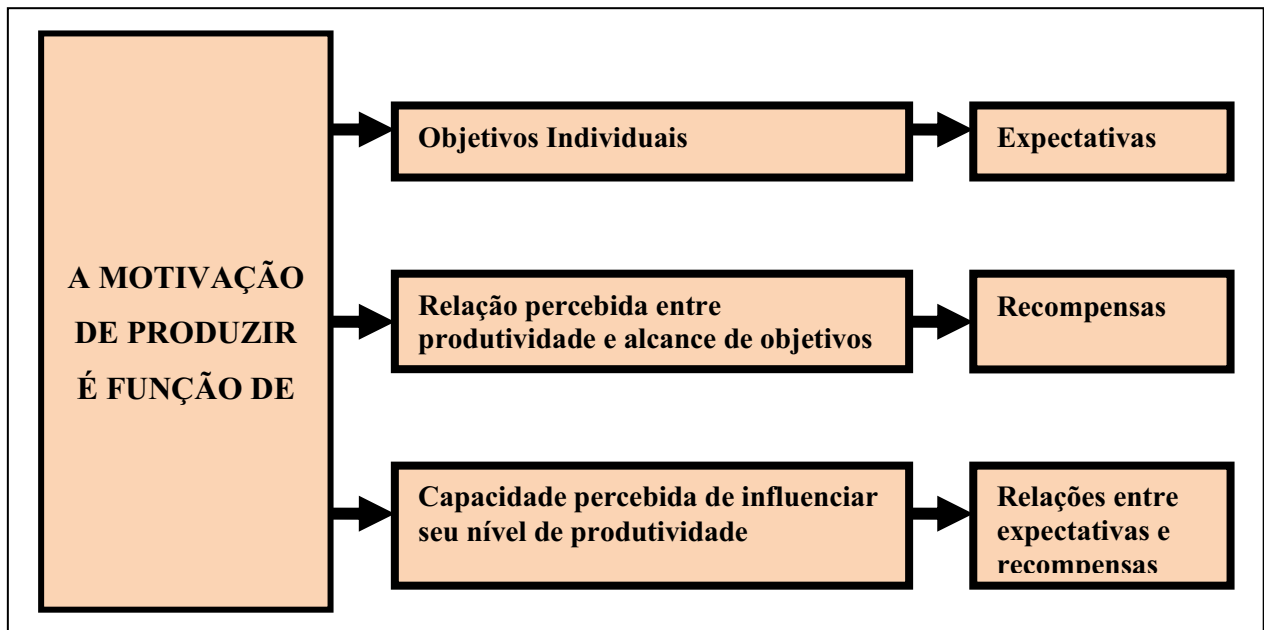 A MOTIVAÇÃO
DE PRODUZIR
É FUNÇÃO DE
Objetivos Individuais
Expectativas
Relação percebida entre
produtividade e alcance de objetivos
Recompensas
Capacidade percebida de influenciar
seu nível de produtividade
Relações entre
expectativas e
recompensas